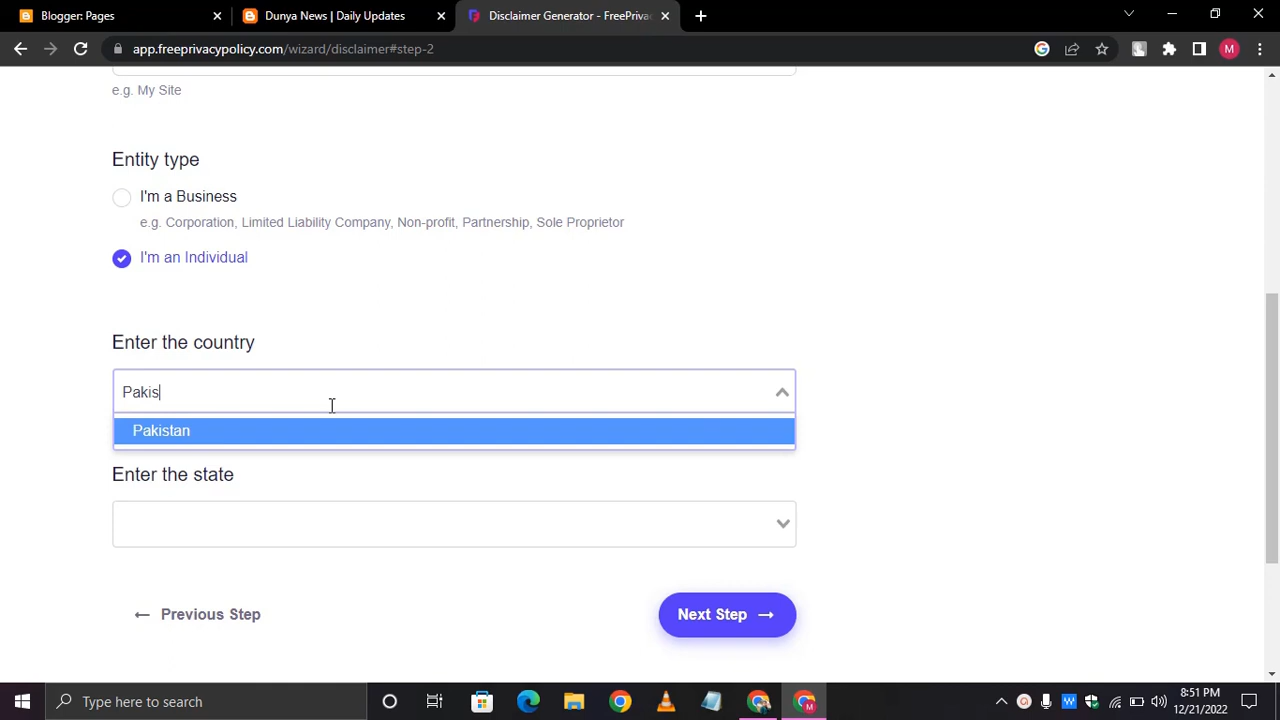 Blogger: Pages
Dunya News | Daily Updates
Disclaimer Generator - FreePriva
app.freeprivacypolicy.com/wizard/disclaimer#step-2
M
e.g. My Site
Entity type
I'm a Business
e.g. Corporation, Limited Liability Company, Non-profit, Partnership, Sole Proprietor
I'm an Individual
Enter the country
Pakis
Pakistan
Enter the state
← Previous Step
Next Step →
Type here to search
8:51 PM
12/21/2022